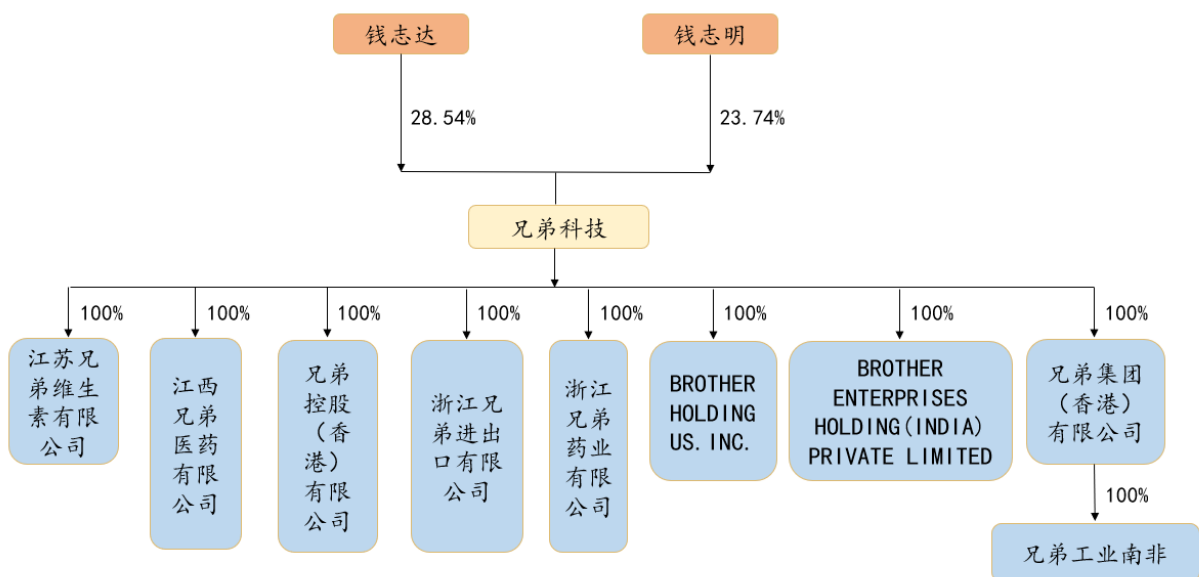 钱志达
钱志明
28.54%
23.74%
兄弟科技
100%
100%
100%
100%
100%
100%
100%
100%
江苏兄
弟维生
素有限
公司
江西
兄弟
医药
有限
公司
兄弟
控股
（香
港）
有限
公司
浙江兄
弟进出
口有限
公司
浙江
兄弟
药业
有限
公司
BROTHER
HOLDING
US. INC.
BROTHER
ENTERPRISES
HOLDING(INDIA)
PRIVATE LIMITED
兄弟集团
（香港）
有限公司
100%
兄弟工业南非